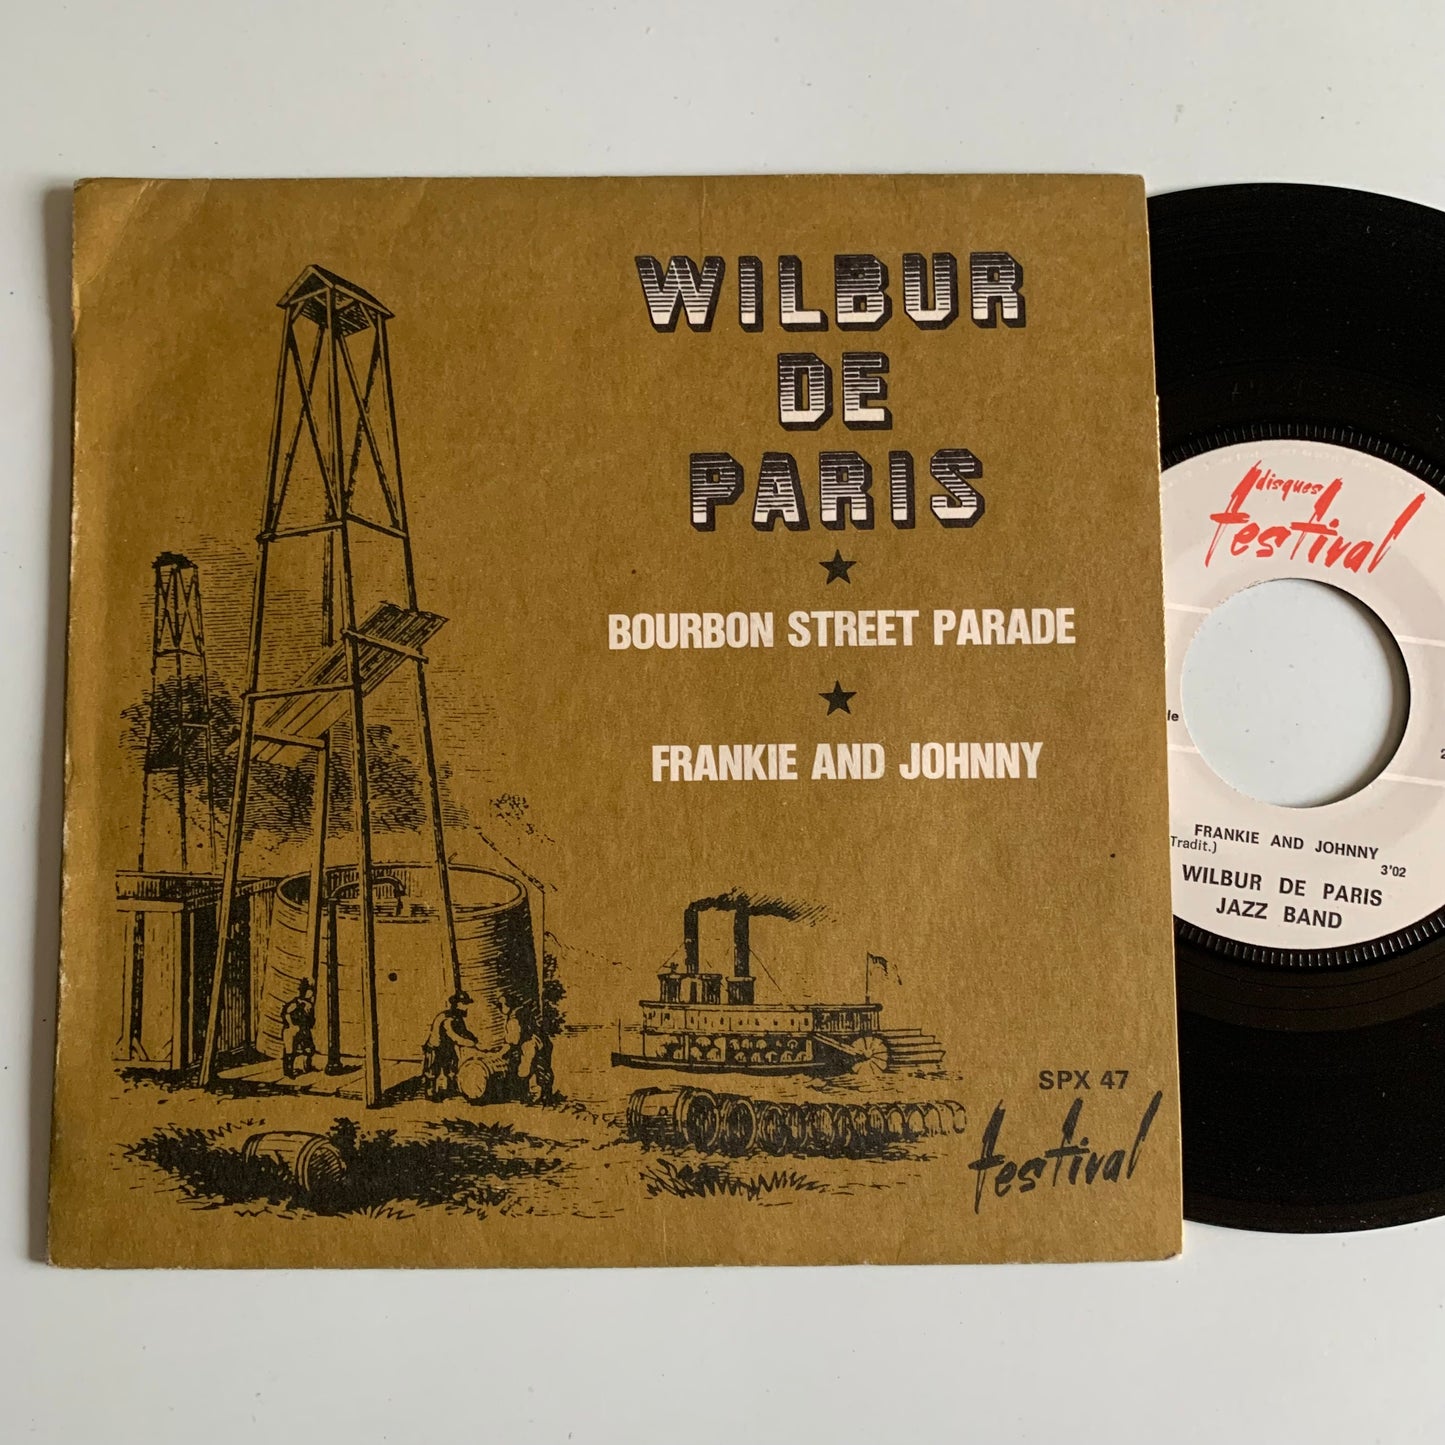 WILBUR
DE
PARIS
★
BOURBON STREET PARADE
★
FRANKIE AND JOHNNY
SPX 47
festival
disques
festival
FRANKIE AND JOHNNY
Tradit.)
3'02
WILBUR DE PARIS
JAZZ BAND